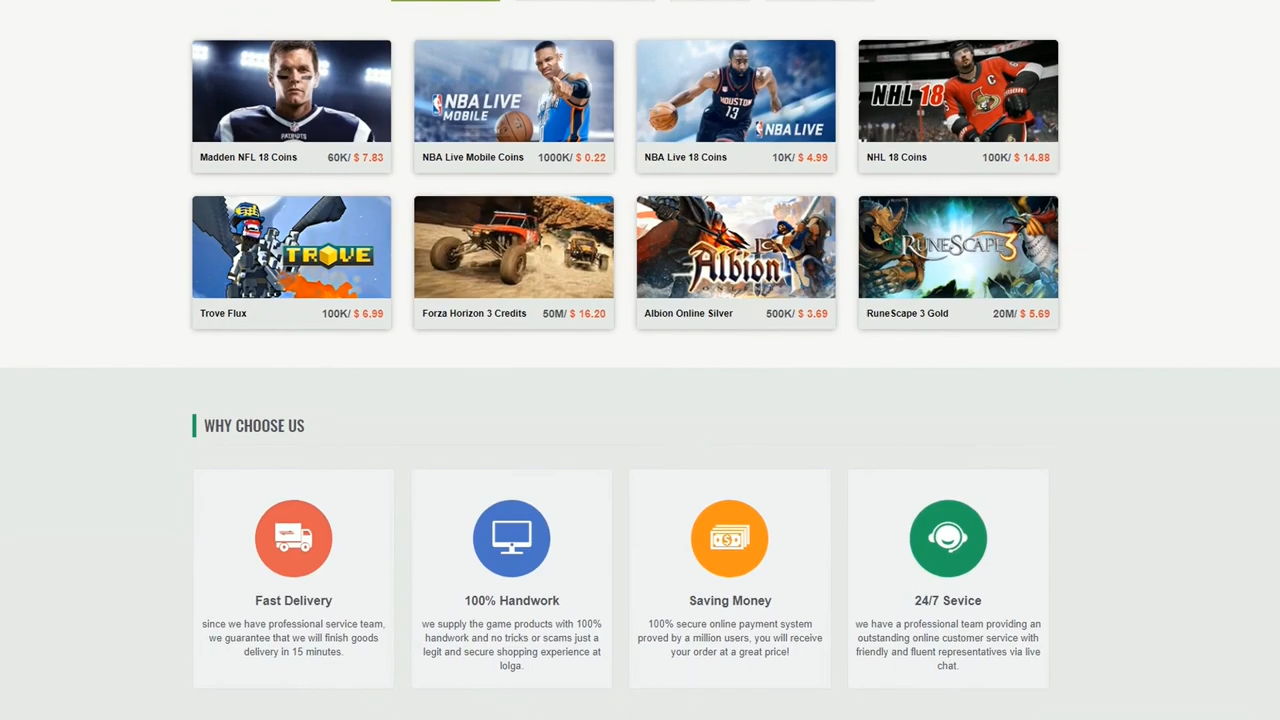 PATRIOTS
NBA LIVE
MOBILE
HOUSTON
13
NBA LIVE
NHL 18
C
Madden NFL 18 Coins 60K/ $ 7.83
NBA Live Mobile Coins 1000K/ $ 0.22
NBA Live 18 Coins 10K/ $ 4.99
NHL 18 Coins 100K/ $ 14.88
TROVE
Albion
ONLINE
RUNESCAPE 3
Trove Flux 100K/ $ 6.99
Forza Horizon 3 Credits 50M/ $ 16.20
Albion Online Silver 500K/ $ 3.69
RuneScape 3 Gold 20M/ $ 5.69
WHY CHOOSE US
Fast Delivery
since we have professional service team,
we guarantee that we will finish goods
delivery in 15 minutes.
100% Handwork
we supply the game products with 100%
handwork and no tricks or scams just a
legit and secure shopping experience at
lolga.
Saving Money
100% secure online payment system
proved by a million users, you will receive
your order at a great price!
24/7 Sevice
we have a professional team providing an
outstanding online customer service with
friendly and fluent representatives via live
chat.